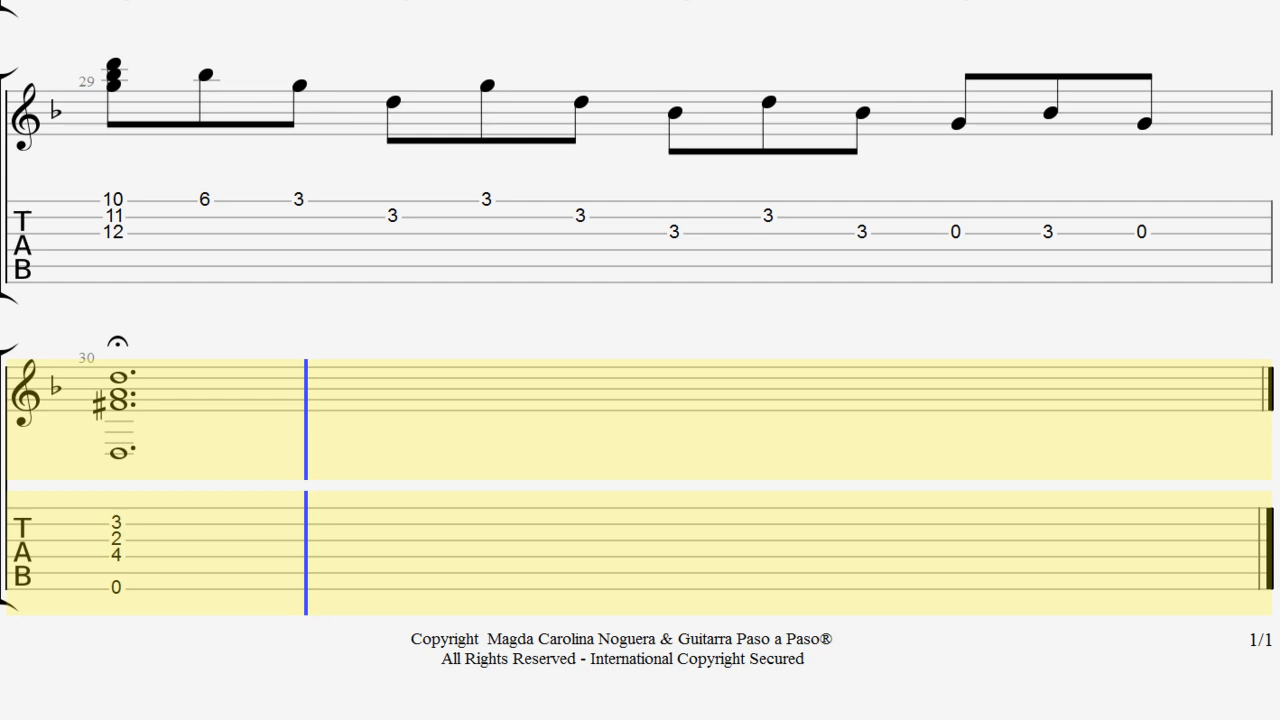 29
10 6 3 3 3 3 3 3 3 0 3 0
11
12
T
A
B
30
3
2
4
0
T
A
B
Copyright Magda Carolina Noguera & Guitarra Paso a Paso®
1/1
All Rights Reserved - International Copyright Secured